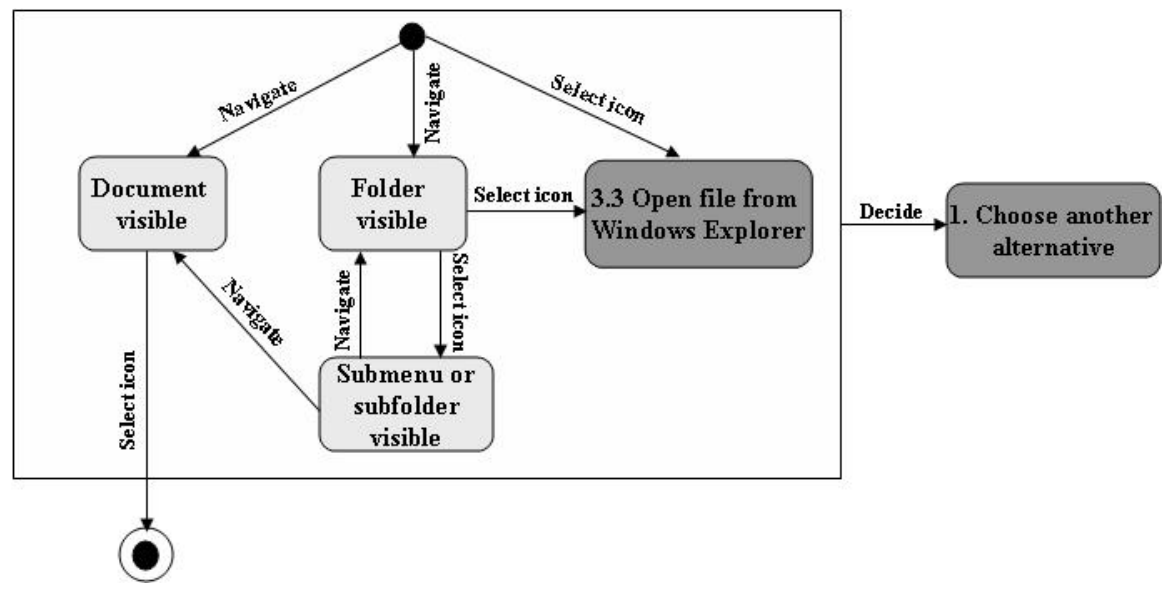 Navigate
Navigate
Select icon
Document
visible
Folder
visible
Select icon
3.3 Open file from
Windows Explorer
Decide
1. Choose another
alternative
Navigate
Navigate
Select icon
Select icon
Submenu or
subfolder
visible